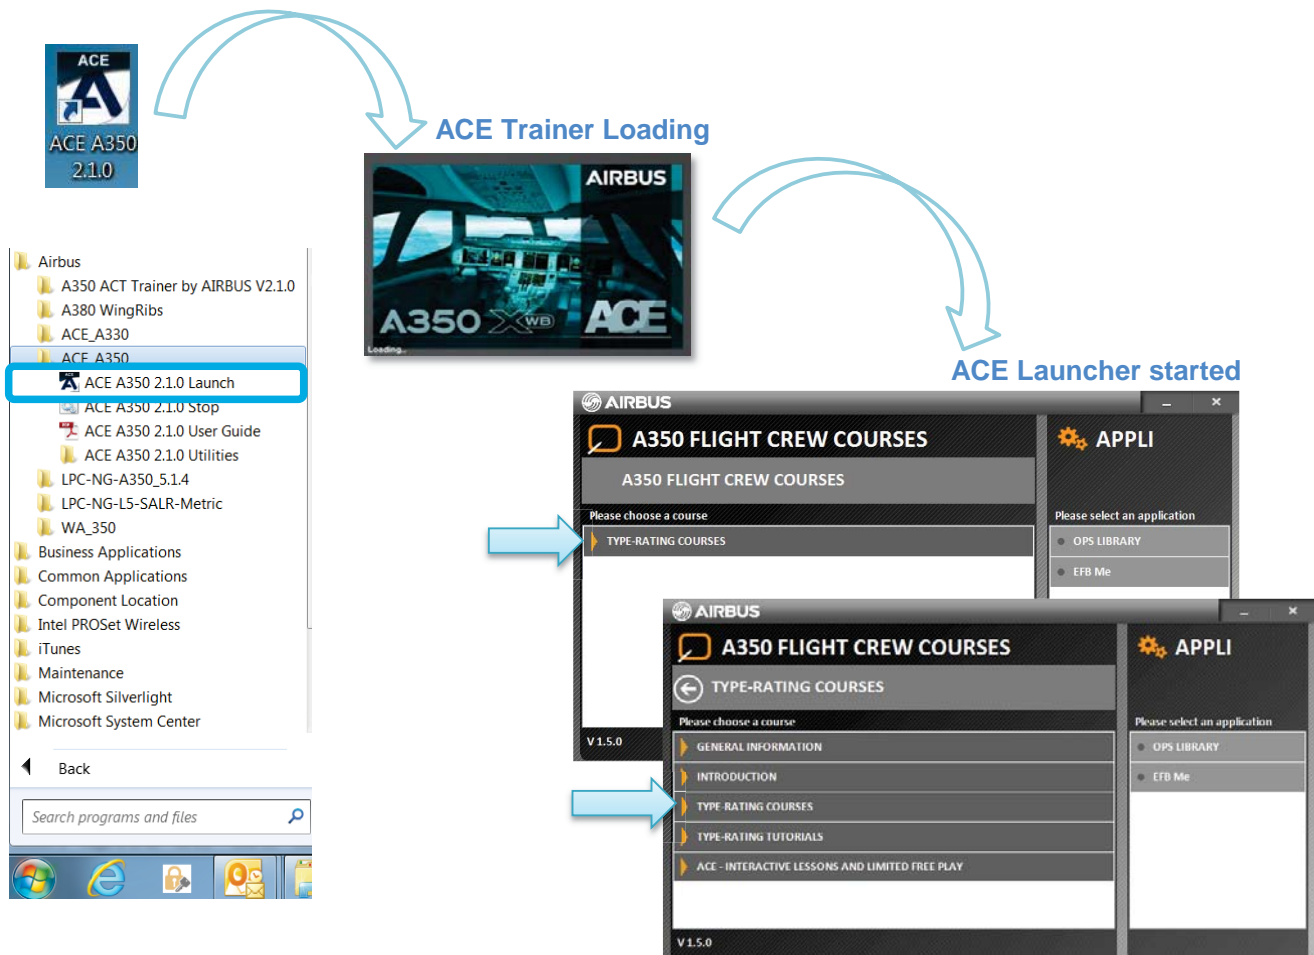 ACE
ACE A350
2.1.0
ACE Trainer Loading
AIRBUS
A350 XWB
ACE
Loading..
Airbus
A350 ACT Trainer by AIRBUS V2.1.0
A380 WingRibs
ACE_A330
ACE_A350
ACE A350 2.1.0 Launch
ACE A350 2.1.0 Stop
ACE A350 2.1.0 User Guide
ACE A350 2.1.0 Utilities
LPC-NG-A350_5.1.4
LPC-NG-L5-SALR-Metric
WA_350
Business Applications
Common Applications
Component Location
Intel PROSet Wireless
iTunes
Maintenance
Microsoft Silverlight
Microsoft System Center
Back
Search programs and files
ACE Launcher started
AIRBUS
A350 FLIGHT CREW COURSES
APPLI
A350 FLIGHT CREW COURSES
Please choose a course
Please select an application
TYPE-RATING COURSES
OPS LIBRARY
EFB Me
V 1.5.0
AIRBUS
A350 FLIGHT CREW COURSES
APPLI
TYPE-RATING COURSES
Please choose a course
Please select an application
GENERAL INFORMATION
OPS LIBRARY
INTRODUCTION
EFB Me
TYPE-RATING COURSES
TYPE-RATING TUTORIALS
ACE - INTERACTIVE LESSONS AND LIMITED FREE PLAY
V 1.5.0